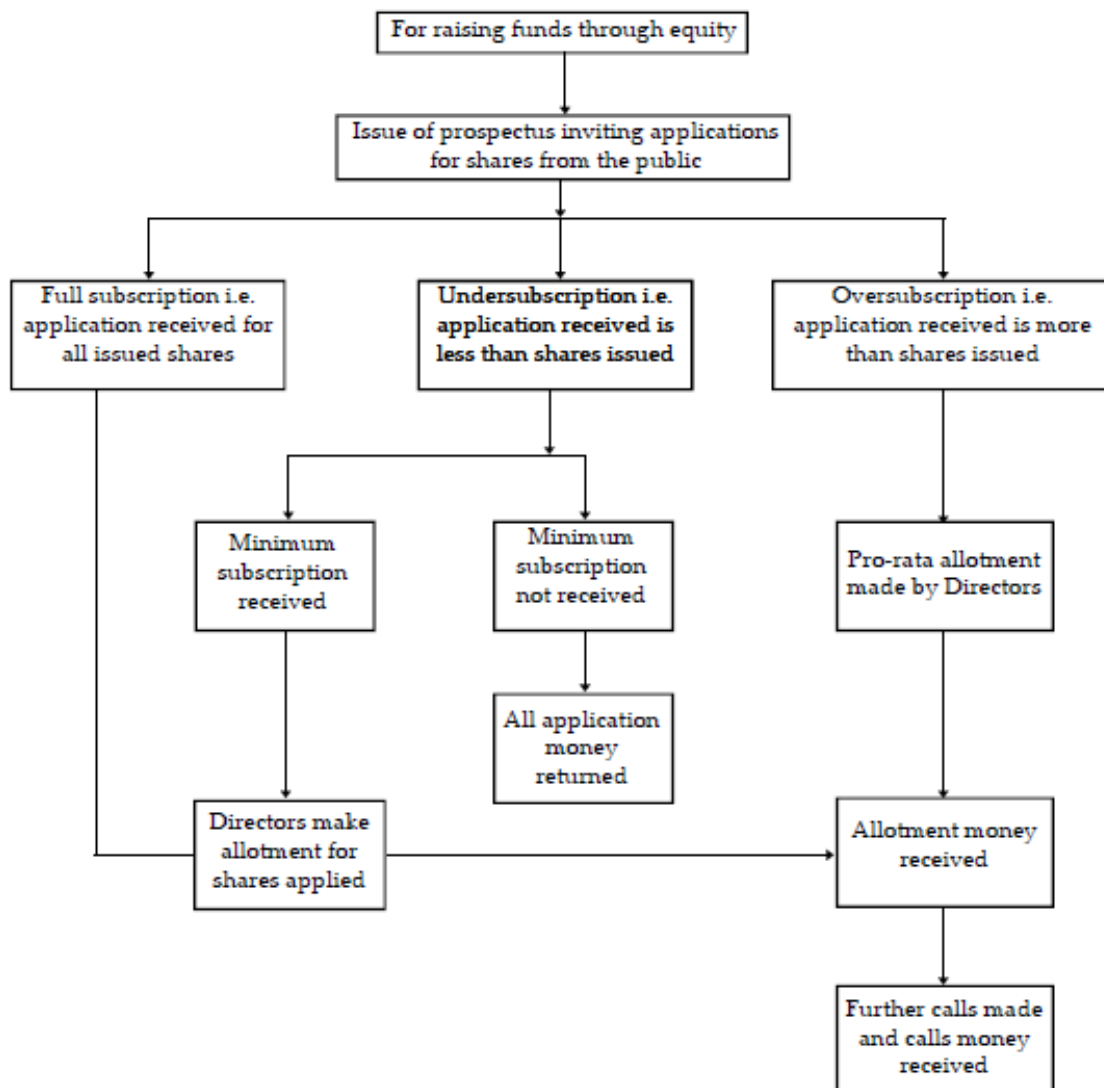 For raising funds through equity
Issue of prospectus inviting applications
for shares from the public
Full subscription i.e.
application received for
all issued shares
Undersubscription i.e.
application received is
less than shares issued
Oversubscription i.e.
application received is more
than shares issued
Minimum
subscription
received
Minimum
subscription
not received
Pro-rata allotment
made by Directors
All application
money
returned
Directors make
allotment for
shares applied
Allotment money
received
Further calls made
and calls money
received